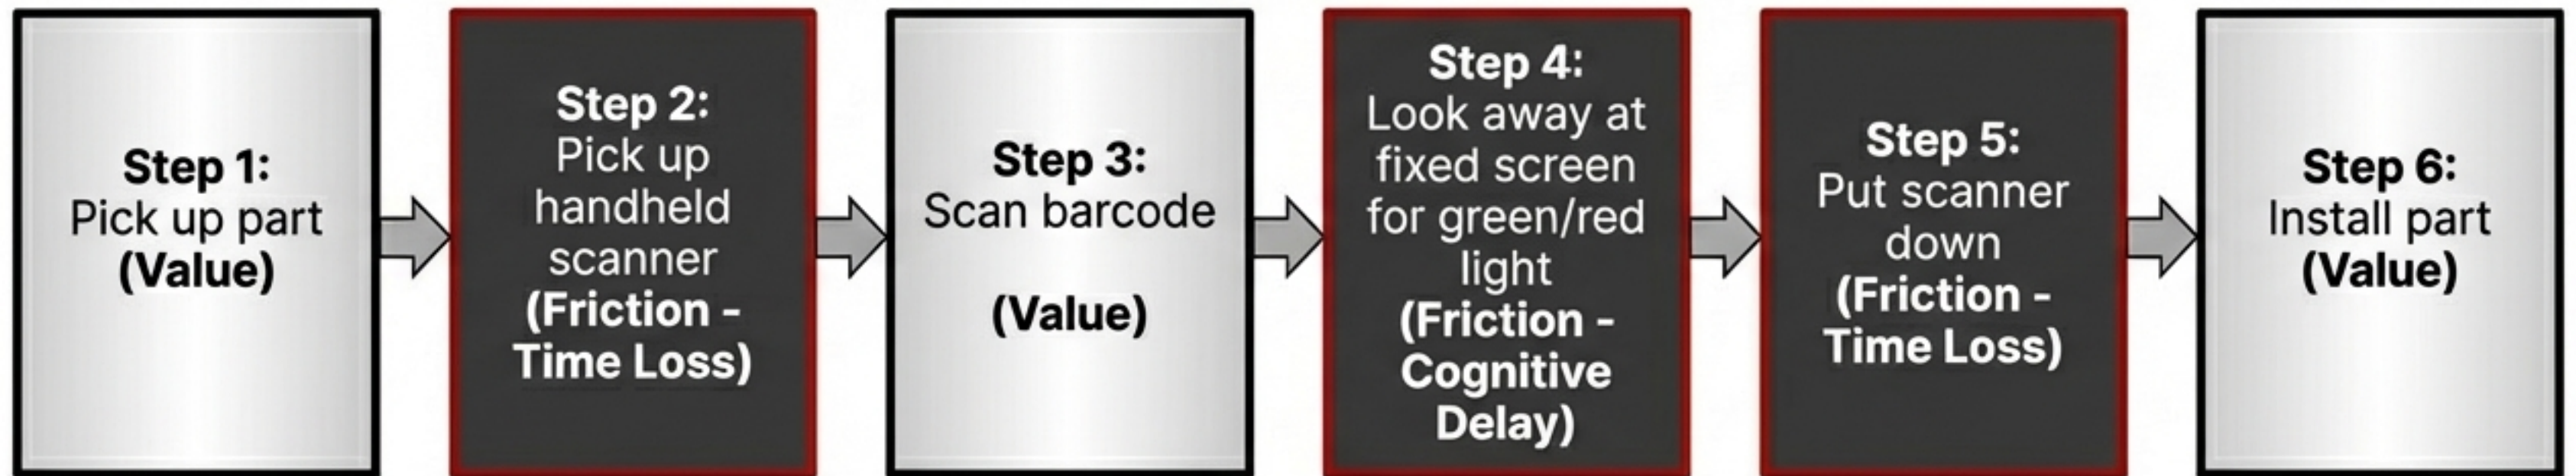 Step 1:
Pick up part
(Value)
Step 2:
Pick up
handheld
scanner
(Friction -
Time Loss)
Step 3:
Scan barcode
(Value)
Step 4:
Look away at
fixed screen
for green/red
light
(Friction -
Cognitive
Delay)
Step 5:
Put scanner
down
(Friction -
Time Loss)
Step 6:
Install part
(Value)